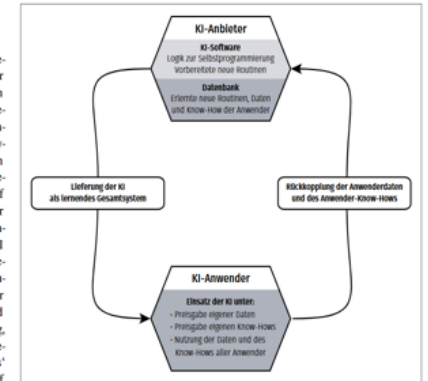 KI-Anbieter
KI-Software
Logik zur Selbstprogrammierung
Vorbereitete neue Routinen
Datenbank
Erlernte neue Routinen, Daten
und Know-How der Anwender
Lieferung der KI
als lernendes Gesamtsystem
Rückkopplung der Anwenderdaten
und des Anwender-Know-Hows
KI-Anwender
Einsatz der KI unter:
- Preisgabe eigener Daten
- Preisgabe eigenen Know-Hows
- Nutzung der Daten und des
Know-Hows aller Anwender